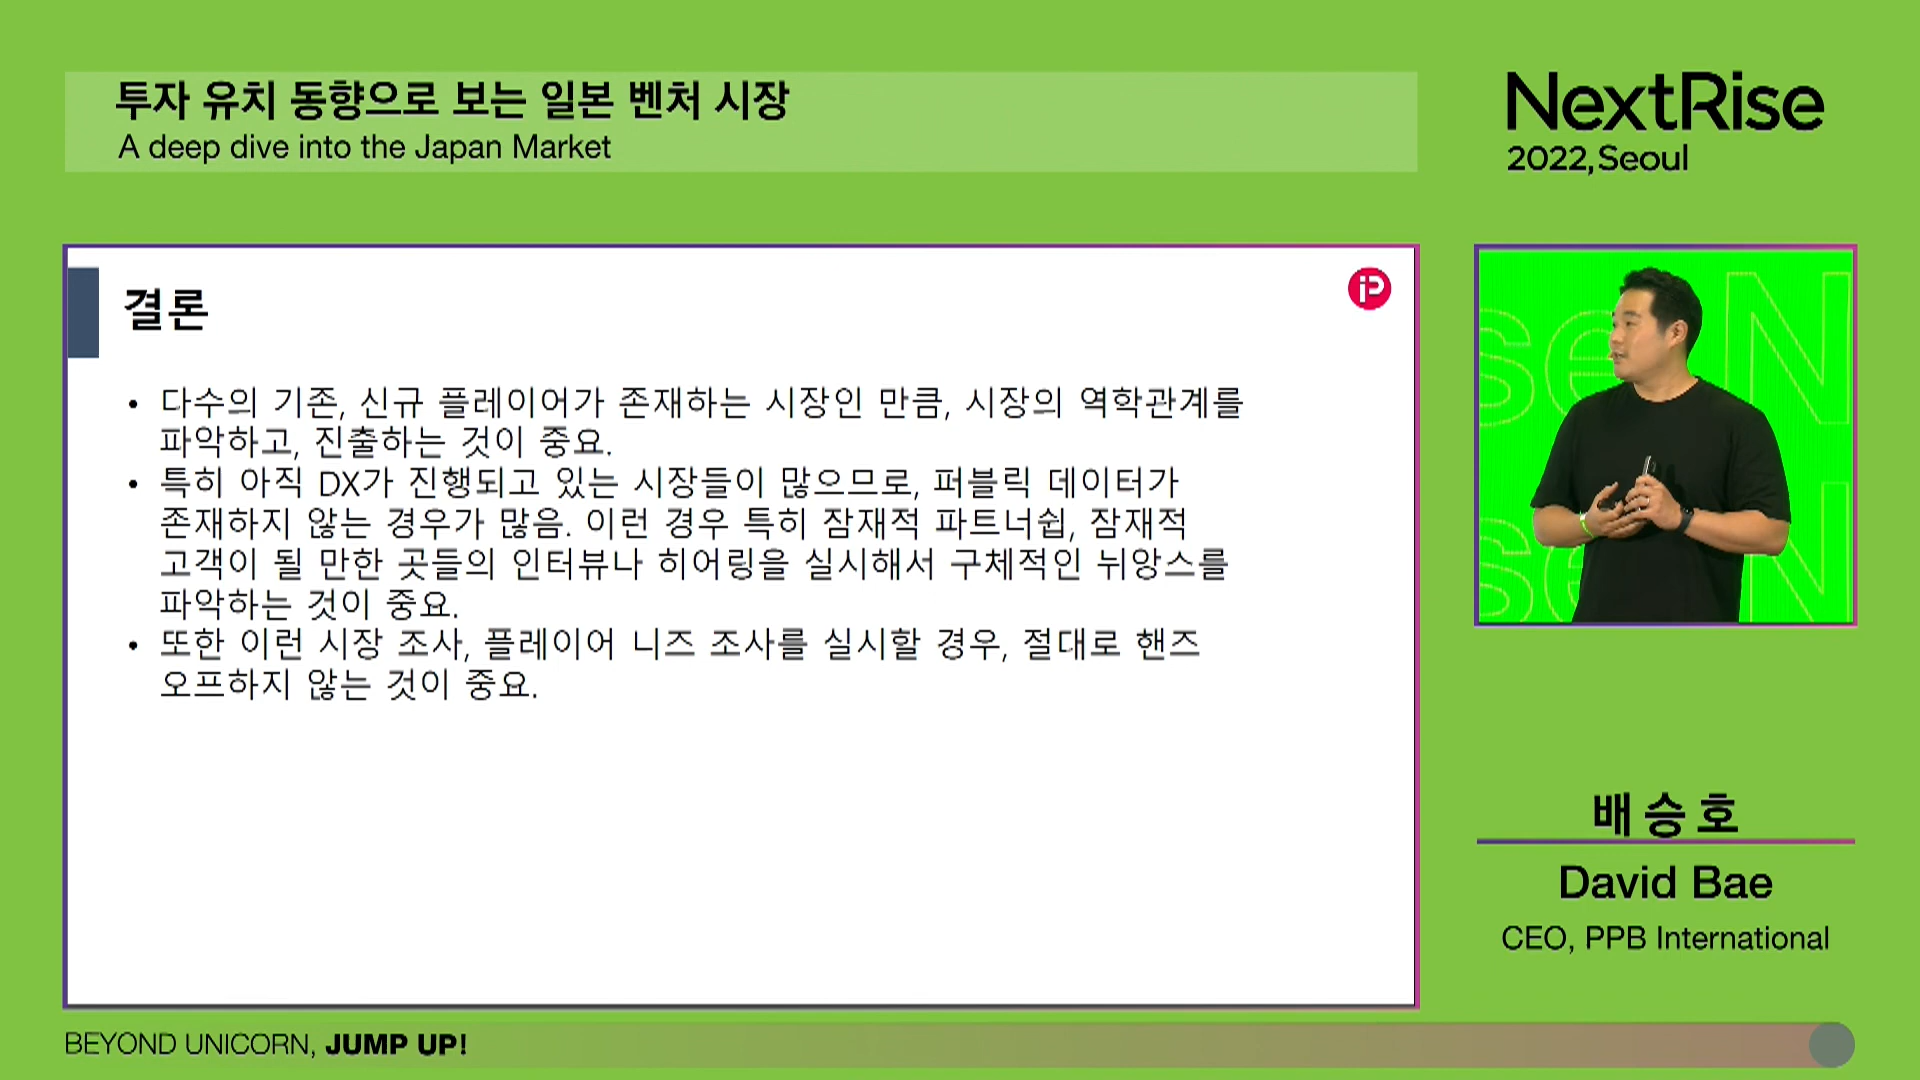 투자 유치 동향으로 보는 일본 벤처 시장
A deep dive into the Japan Market
NextRise
2022, Seoul
결론
• 다수의 기존, 신규 플레이어가 존재하는 시장인 만큼, 시장의 역학관계를
파악하고, 진출하는 것이 중요.
• 특히 아직 DX가 진행되고 있는 시장들이 많으므로, 퍼블릭 데이터가
존재하지 않는 경우가 많음. 이런 경우 특히 잠재적 파트너쉽, 잠재적
고객이 될 만한 곳들의 인터뷰나 히어링을 실시해서 구체적인 뉘앙스를
파악하는 것이 중요.
• 또한 이런 시장 조사, 플레이어 니즈 조사를 실시할 경우, 절대로 핸즈
오프하지 않는 것이 중요.
iP
se N
se N
배승호
David Bae
CEO, PPB International
BEYOND UNICORN, JUMP UP!